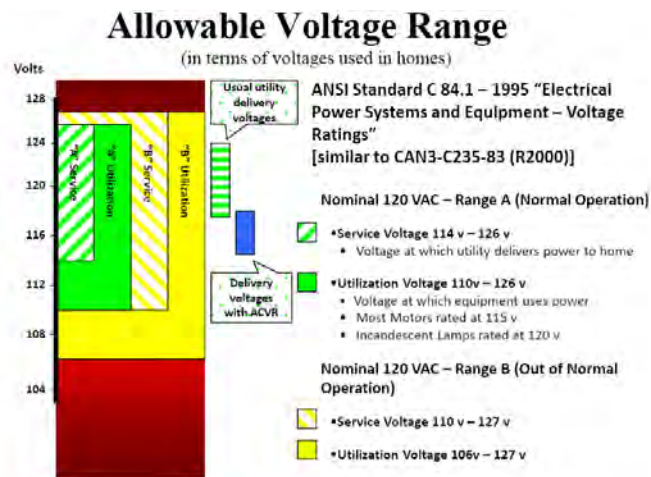 Allowable Voltage Range
(in terms of voltages used in homes)
Volts
128
124
120
116
112
108
104
"A" Service
"a" Utilization
"B" Service
"B" Utilization
Usual utility
delivery
voltages
Delivery
voltages
with ACVR
ANSI Standard C 84.1 – 1995 "Electrical
Power Systems and Equipment – Voltage
Ratings"
[similar to CAN3-C235-83 (R2000)]
Nominal 120 VAC – Range A (Normal Operation)
•Service Voltage 114 v – 126 v
• Voltage at which utility delivers power to home
•Utilization Voltage 110v – 126 v
• Voltage at which equipment uses power
• Most Motors rated at 115 v
• Incandescent Lamps rated at 120 v
Nominal 120 VAC – Range B (Out of Normal
Operation)
•Service Voltage 110 v – 127 v
•Utilization Voltage 106v – 127 v